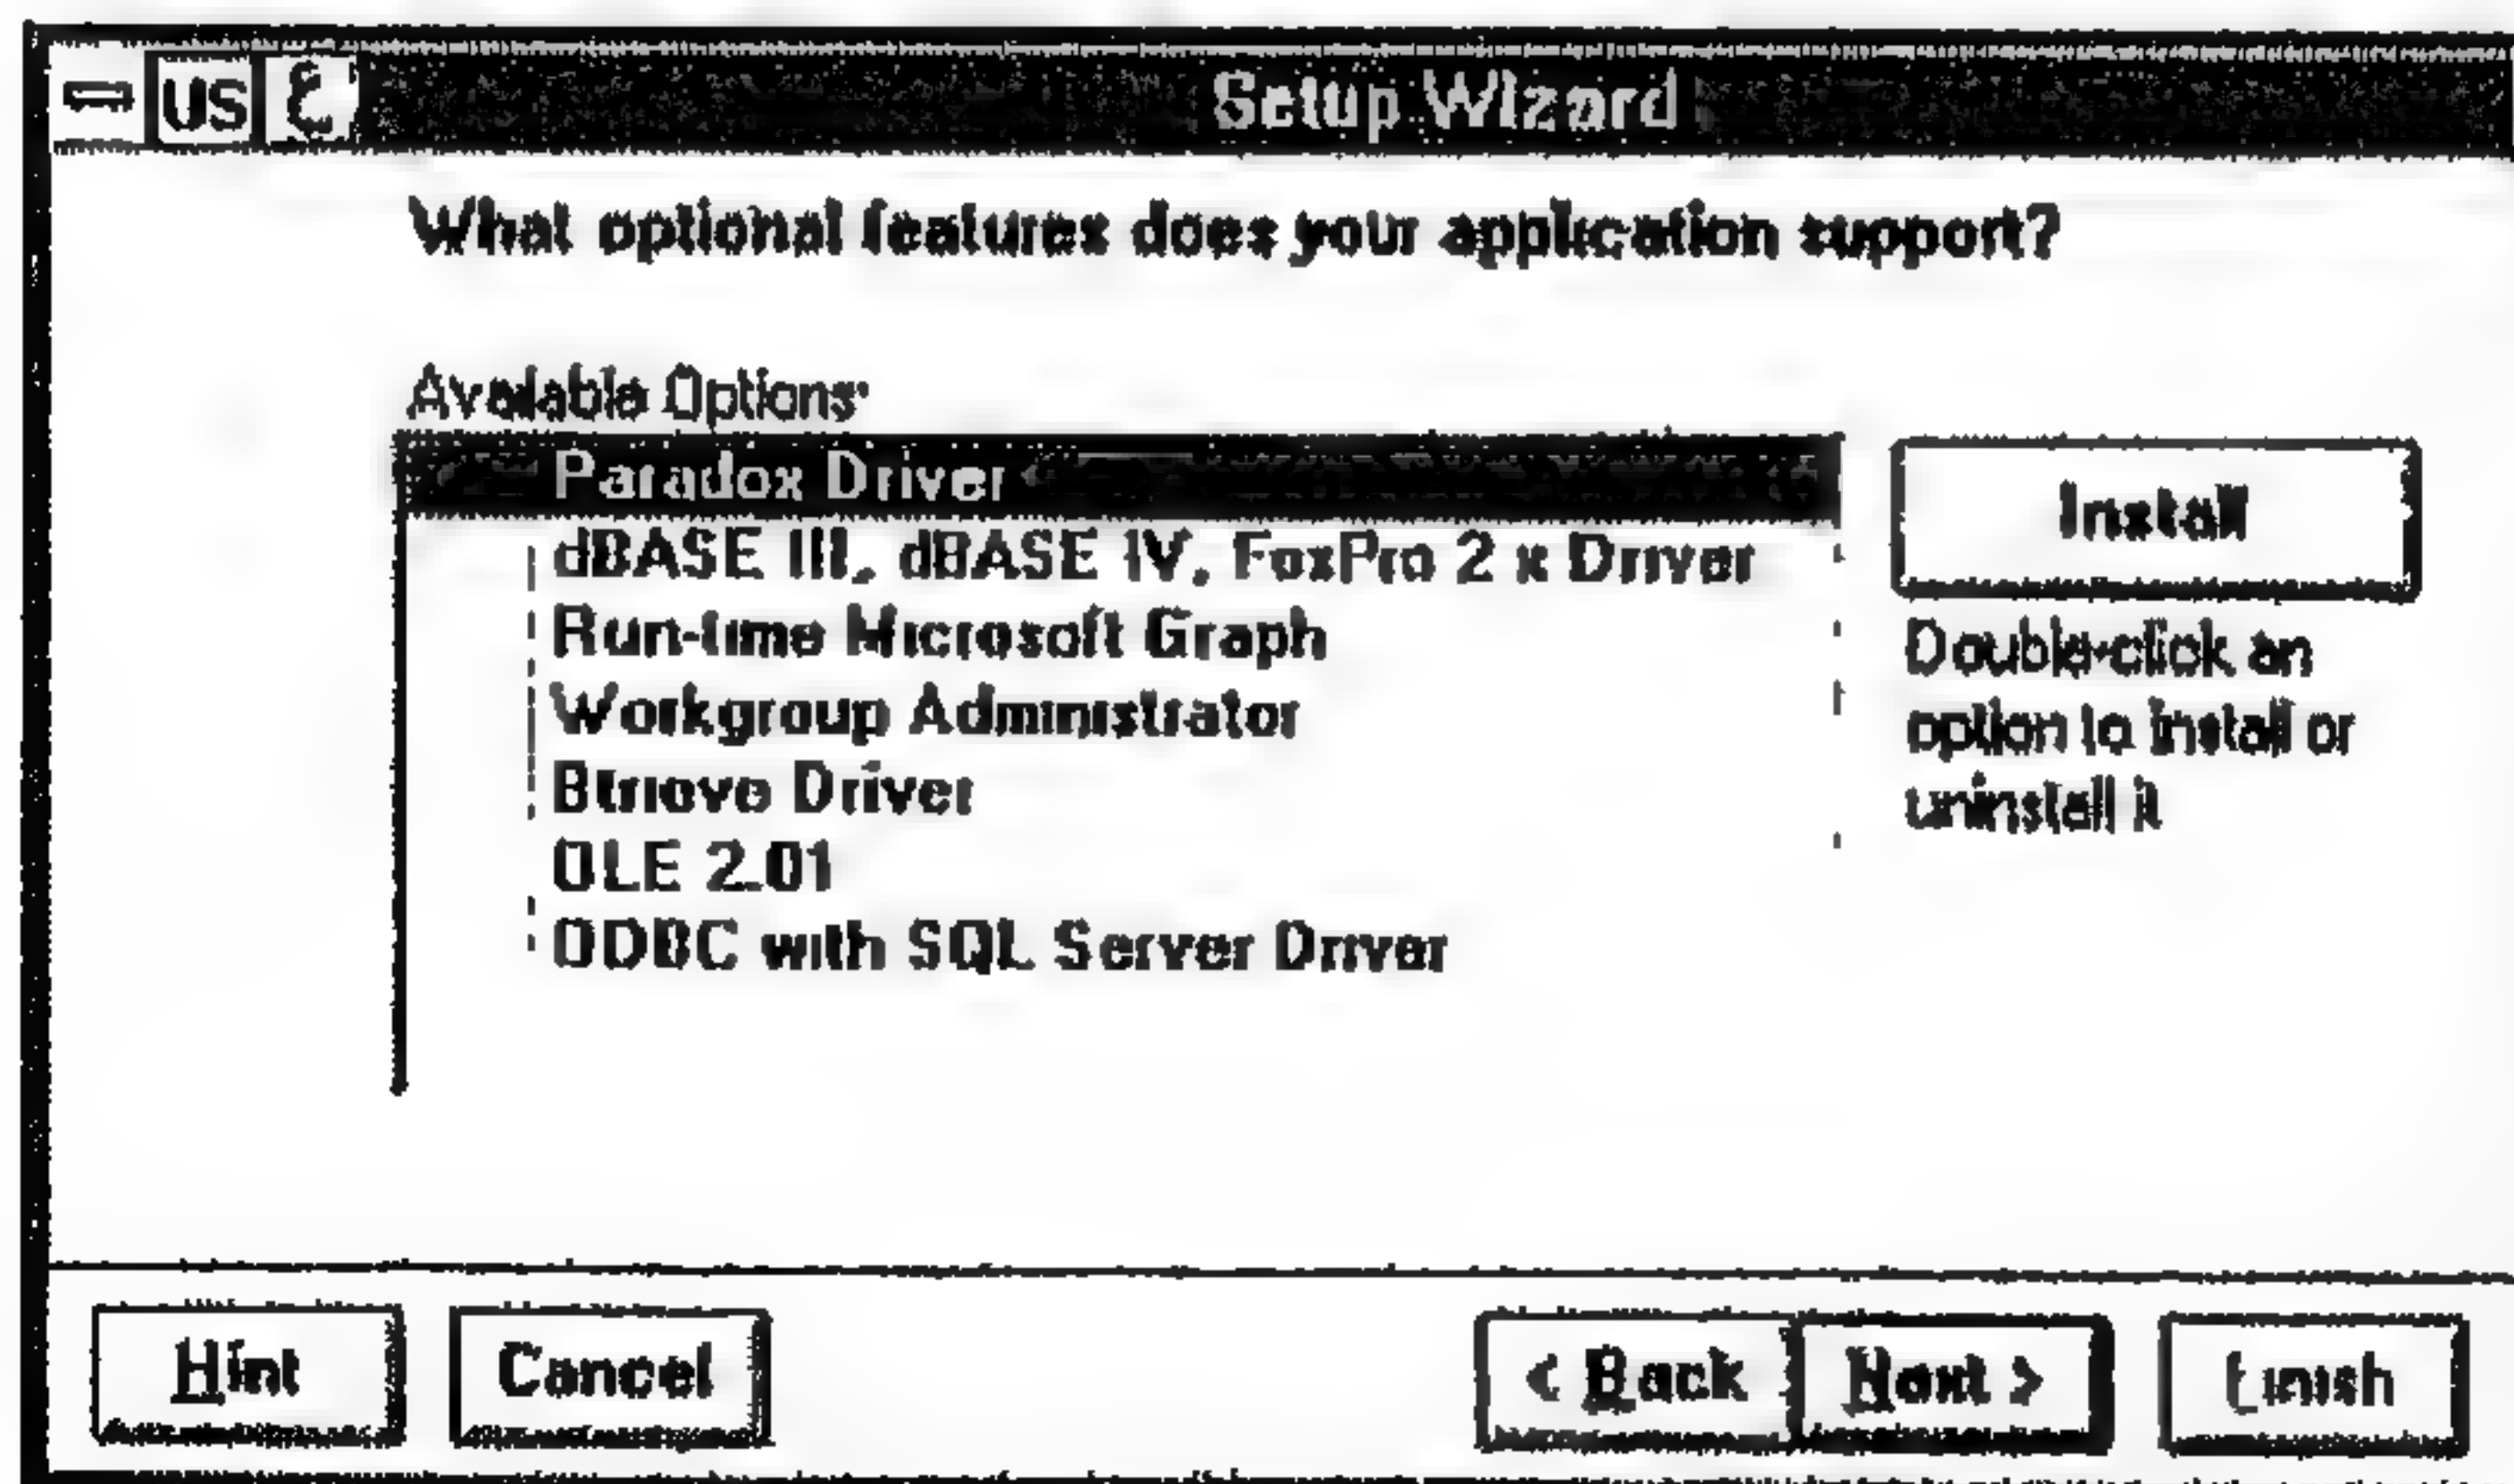 US ع Setup Wizard
What optional features does your application support?
Available Options:
Paradox Driver
dBASE III, dBASE IV, FoxPro 2.x Driver
Run-time Microsoft Graph
Workgroup Administrator
Btrieve Driver
OLE 2.01
ODBC with SQL Server Driver
Install
Double-click an
option to install or
uninstall it
Hint Cancel < Back Next > Finish